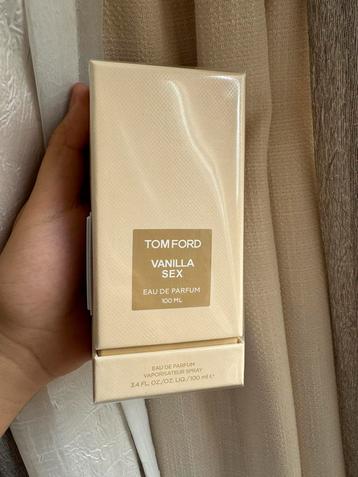 TOM FORD
VANILLA
SEX
EAU DE PARFUM
100 ML
EAU DE PARFUM
VAPORISATEUR SPRAY
3.4 FL. OZ./OZ. LIQ./100 ml ℮